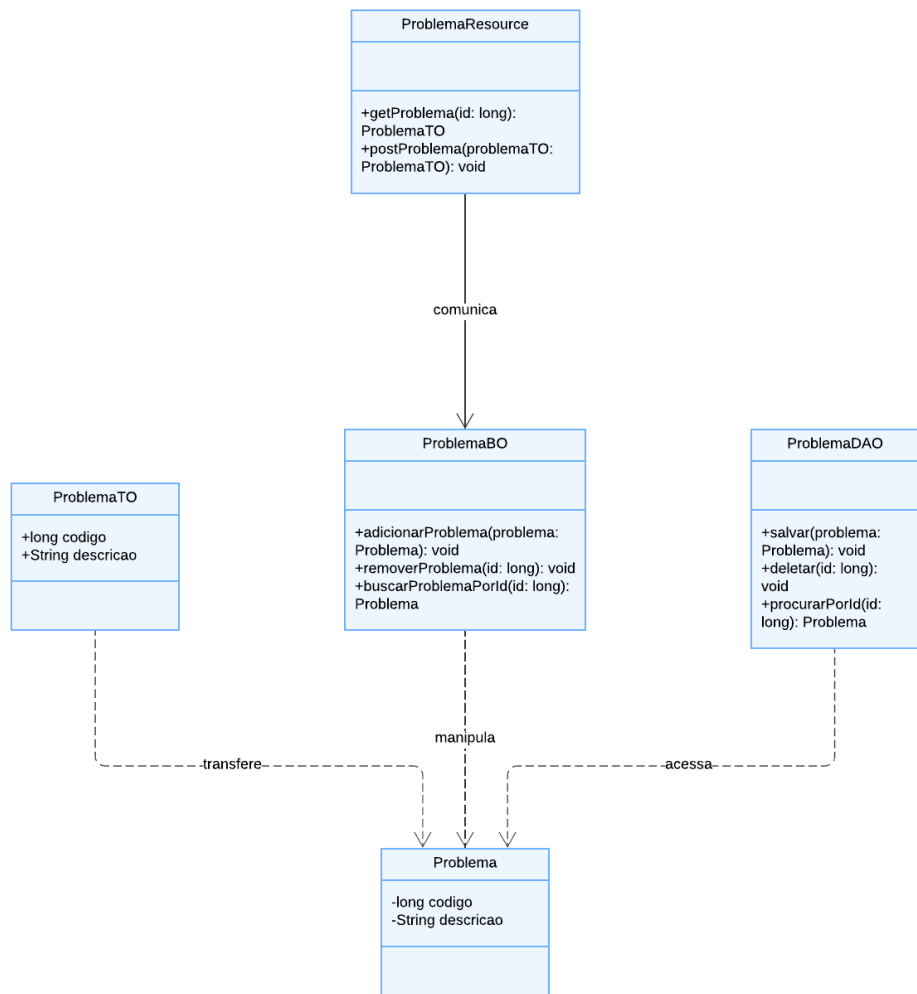 ProblemaResource
+getProblema(id: long):
ProblemaTO
+postProblema(problemaTO:
ProblemaTO): void
comunica
ProblemaTO
+long codigo
+String descricao
ProblemaBO
+adicionarProblema(problema:
Problema): void
+removerProblema(id: long): void
+buscarProblemaPorId(id: long):
Problema
ProblemaDAO
+salvar(problema:
Problema): void
+deletar(id: long):
void
+procurarPorId(id:
long): Problema
transfere
manipula
acessa
Problema
-long codigo
-String descricao